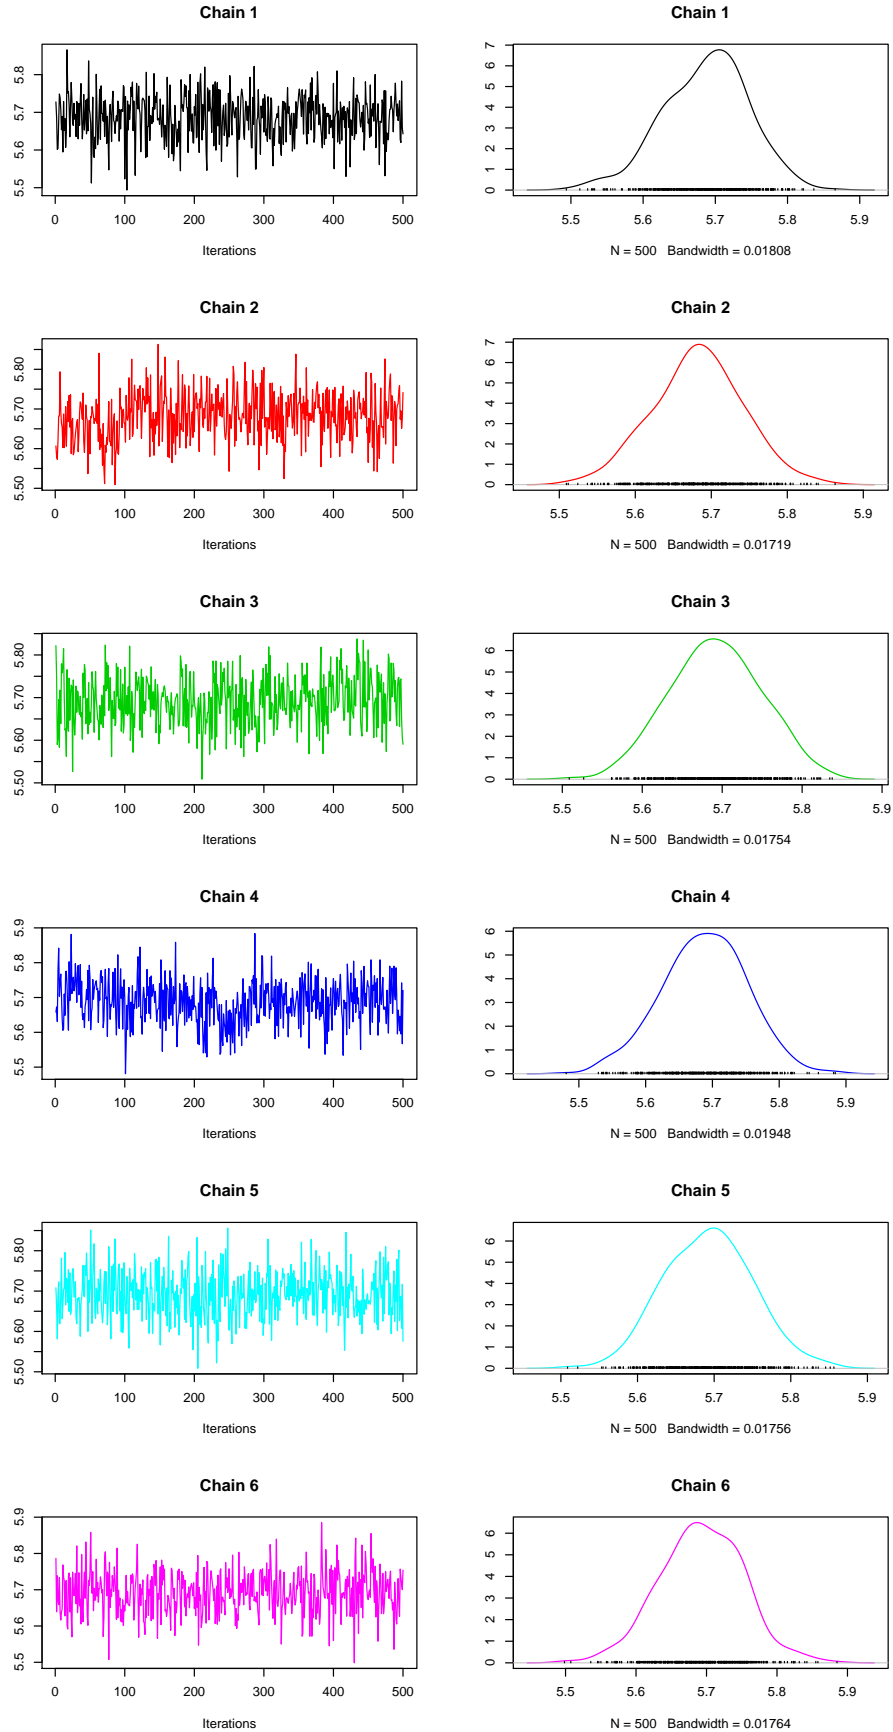 Chain 1
5.5 5.6 5.7 5.8
0 100 200 300 400 500
Iterations
Chain 1
0 1 2 3 4 5 6 7
5.5 5.6 5.7 5.8 5.9
N = 500 Bandwidth = 0.01808
Chain 2
5.50 5.60 5.70 5.80
0 100 200 300 400 500
Iterations
Chain 2
0 1 2 3 4 5 6 7
5.5 5.6 5.7 5.8 5.9
N = 500 Bandwidth = 0.01719
Chain 3
5.50 5.60 5.70 5.80
0 100 200 300 400 500
Iterations
Chain 3
0 1 2 3 4 5 6
5.5 5.6 5.7 5.8 5.9
N = 500 Bandwidth = 0.01754
Chain 4
5.5 5.6 5.7 5.8 5.9
0 100 200 300 400 500
Iterations
Chain 4
0 1 2 3 4 5 6
5.5 5.6 5.7 5.8 5.9
N = 500 Bandwidth = 0.01948
Chain 5
5.50 5.60 5.70 5.80
0 100 200 300 400 500
Iterations
Chain 5
0 1 2 3 4 5 6
5.5 5.6 5.7 5.8 5.9
N = 500 Bandwidth = 0.01756
Chain 6
5.5 5.6 5.7 5.8 5.9
0 100 200 300 400 500
Iterations
Chain 6
0 1 2 3 4 5 6
5.5 5.6 5.7 5.8 5.9
N = 500 Bandwidth = 0.01764